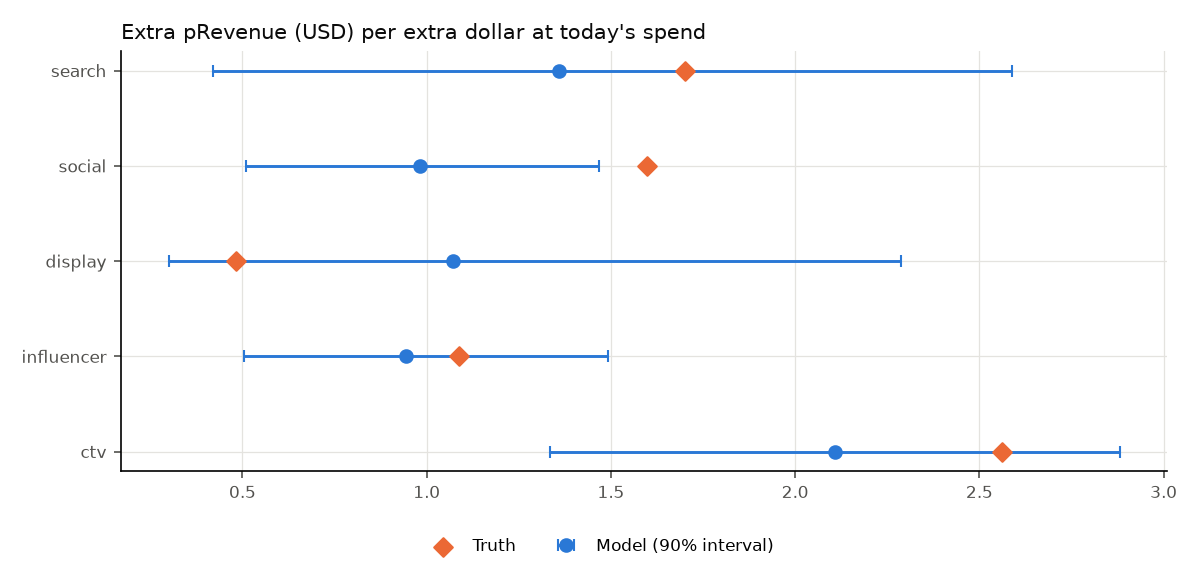 Extra pRevenue (USD) per extra dollar at today's spend
search
social
display
influencer
ctv
0.5 1.0 1.5 2.0 2.5 3.0
Truth Model (90% interval)